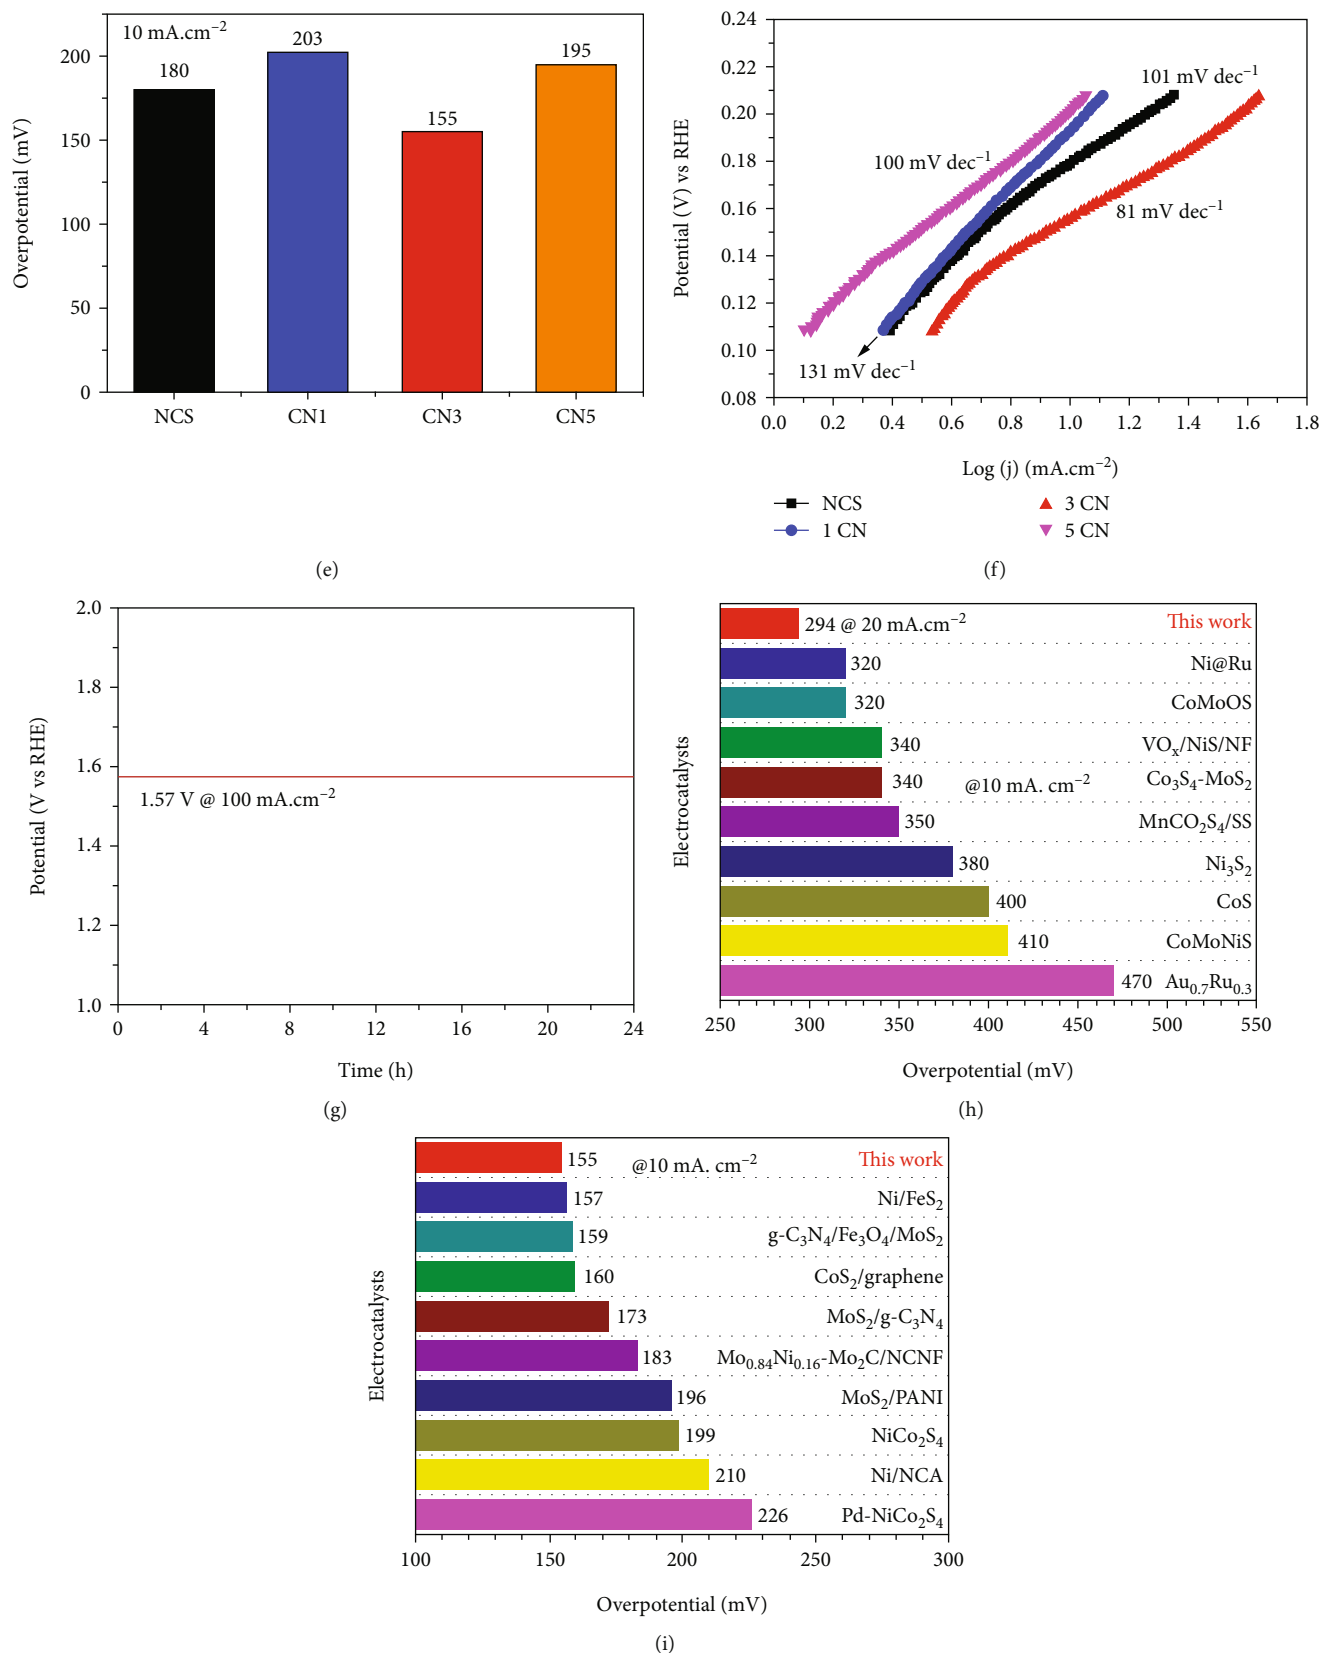 10 mA.cm⁻²
200
150
100
50
0
Overpotential (mV)
180
203
155
195
NCS
CN1
CN3
CN5
(e)
0.24
0.22
0.20
0.18
0.16
0.14
0.12
0.10
0.08
Potential (V) vs RHE
101 mV dec⁻¹
100 mV dec⁻¹
81 mV dec⁻¹
131 mV dec⁻¹
0.0 0.2 0.4 0.6 0.8 1.0 1.2 1.4 1.6 1.8
Log (j) (mA.cm⁻²)
NCS
1 CN
3 CN
5 CN
(f)
2.0
1.8
1.6
1.4
1.2
1.0
Potential (V vs RHE)
1.57 V @ 100 mA.cm⁻²
0 4 8 12 16 20 24
Time (h)
(g)
Electrocatalysts
294 @ 20 mA.cm⁻² This work
320 Ni@Ru
320 CoMoOS
340 VOₓ/NiS/NF
340 @10 mA. cm⁻² Co₃S₄-MoS₂
350 MnCO₂S₄/SS
380 Ni₃S₂
400 CoS
410 CoMoNiS
470 Au₀.₇Ru₀.₃
250 300 350 400 450 500 550
Overpotential (mV)
(h)
Electrocatalysts
155 @10 mA. cm⁻² This work
157 Ni/FeS₂
159 g-C₃N₄/Fe₃O₄/MoS₂
160 CoS₂/graphene
173 MoS₂/g-C₃N₄
183 Mo₀.₈₄Ni₀.₁₆-Mo₂C/NCNF
196 MoS₂/PANI
199 NiCo₂S₄
210 Ni/NCA
226 Pd-NiCo₂S₄
100 150 200 250 300
Overpotential (mV)
(i)